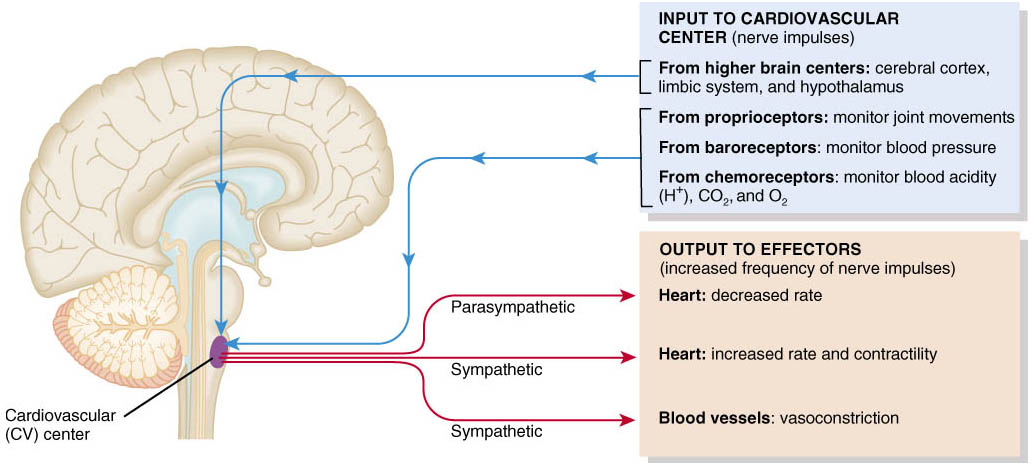 INPUT TO CARDIOVASCULAR
CENTER (nerve impulses)
From higher brain centers: cerebral cortex,
limbic system, and hypothalamus
From proprioceptors: monitor joint movements
From baroreceptors: monitor blood pressure
From chemoreceptors: monitor blood acidity
(H⁺), CO₂, and O₂
OUTPUT TO EFFECTORS
(increased frequency of nerve impulses)
Heart: decreased rate
Parasympathetic
Heart: increased rate and contractility
Sympathetic
Blood vessels: vasoconstriction
Sympathetic
Cardiovascular
(CV) center